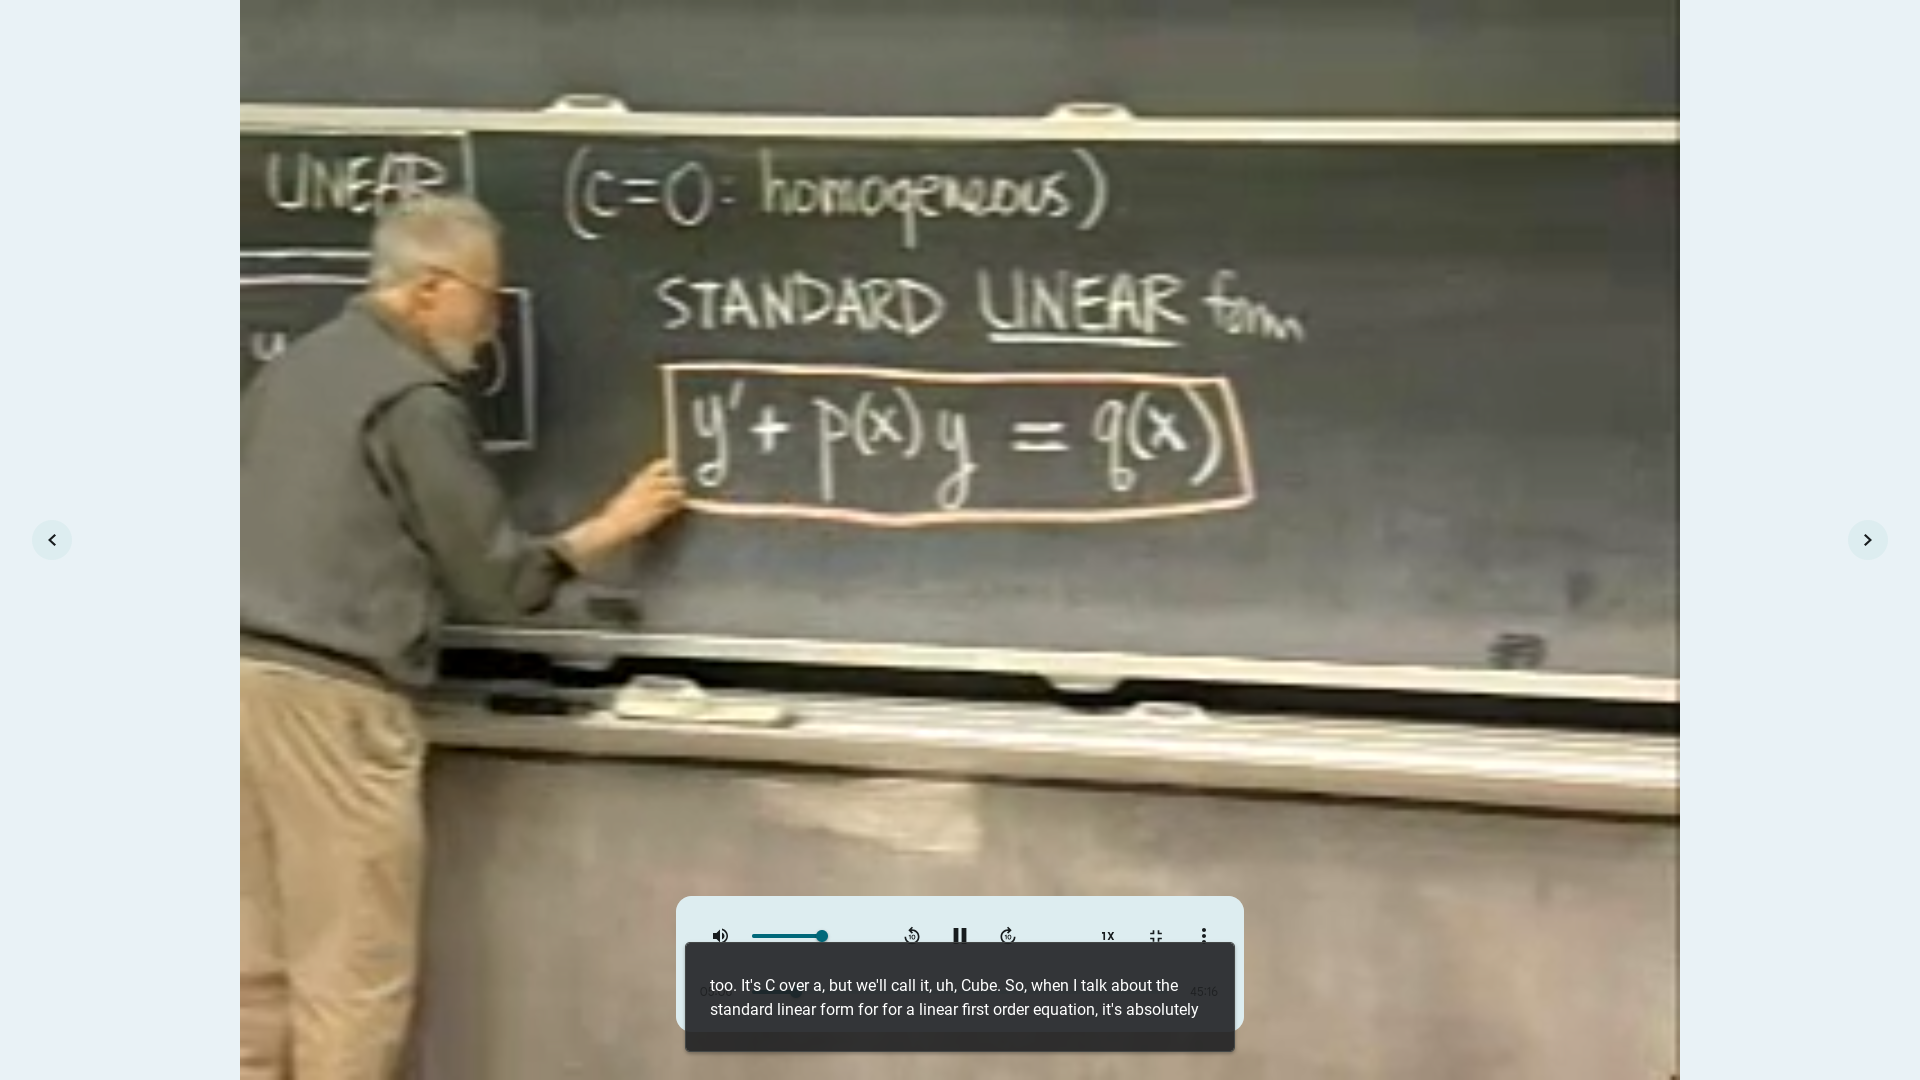 LINEAR
(c=0: homogeneous)
STANDARD LINEAR form
y' + p(x) y = q(x)
1X
45:16
too. It's C over a, but we'll call it, uh, Cube. So, when I talk about the
standard linear form for for a linear first order equation, it's absolutely